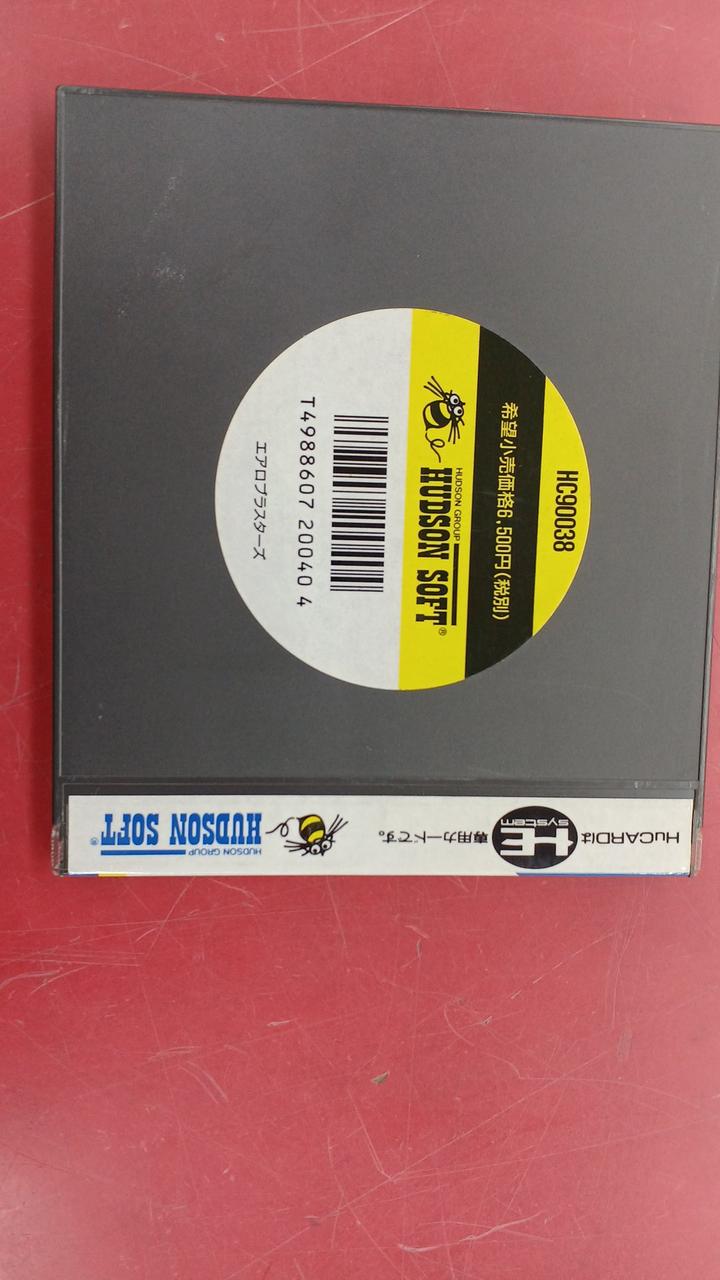 HC90038
希望小売価格6,500円(税別)
HUDSON GROUP
HUDSON SOFT®
T4988607 200404
エアロブラスターズ
HuCARDは
HE
system
専用カードです。
HUDSON GROUP
HUDSON SOFT®